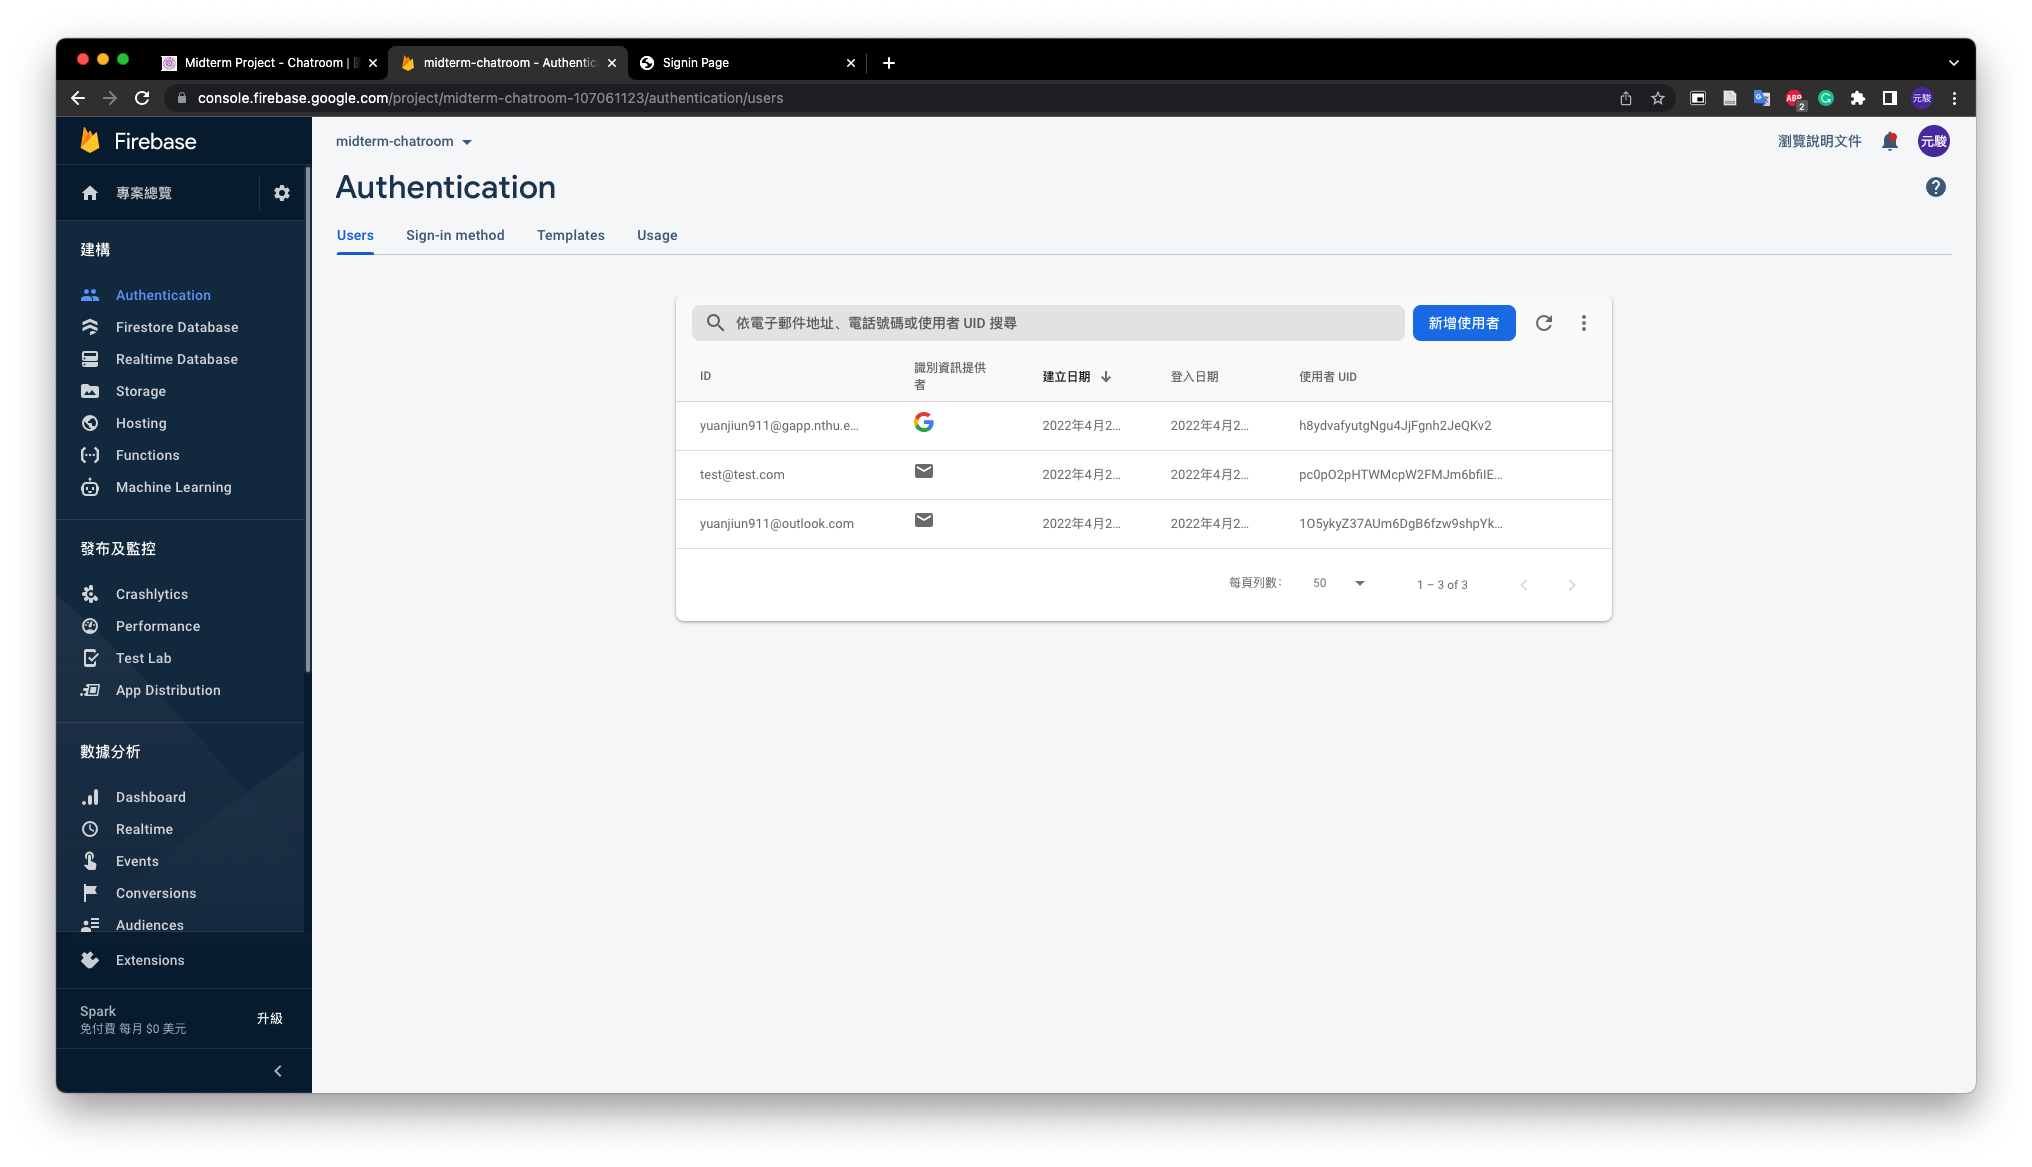 Midterm Project - Chatroom |
midterm-chatroom - Authentic
Signin Page
console.firebase.google.com/project/midterm-chatroom-107061123/authentication/users
ABP
2
元駿
Firebase
專案總覽
建構
Authentication
Firestore Database
Realtime Database
Storage
Hosting
Functions
Machine Learning
發布及監控
Crashlytics
Performance
Test Lab
App Distribution
數據分析
Dashboard
Realtime
Events
Conversions
Audiences
Extensions
Spark
免付費 每月 $0 美元
升級
midterm-chatroom
瀏覽說明文件
元駿
Authentication
Users
Sign-in method
Templates
Usage
依電子郵件地址、電話號碼或使用者 UID 搜尋
新增使用者
ID
識別資訊提供
者
建立日期
登入日期
使用者 UID
yuanjiun911@gapp.nthu.e...
2022年4月2...
2022年4月2...
h8ydvafyutgNgu4JjFgnh2JeQKv2
test@test.com
2022年4月2...
2022年4月2...
pc0pO2pHTWMcpW2FMJm6bfiIE...
yuanjiun911@outlook.com
2022年4月2...
2022年4月2...
1O5ykyZ37AUm6DgB6fzw9shpYk...
每頁列數：
50
1 – 3 of 3